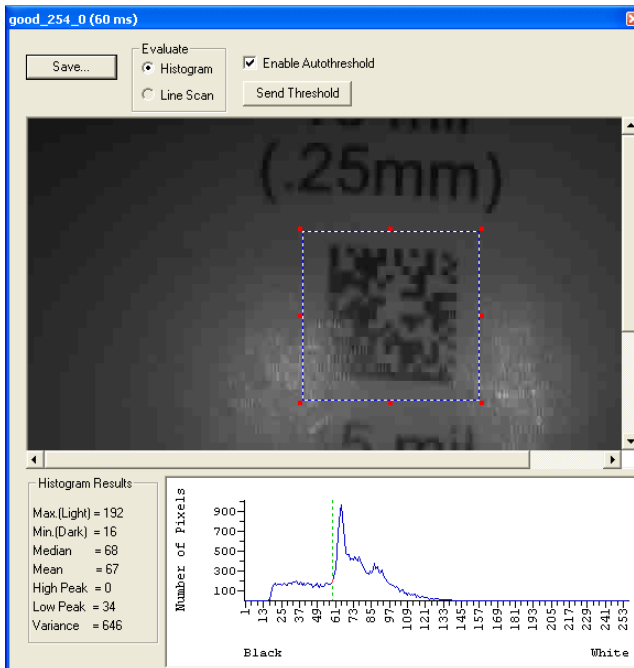 good_254_0 (60 ms)
Save...
Evaluate
Histogram
Line Scan
Enable Autothreshold
Send Threshold
mil
(.25mm)
5 mil
Histogram Results
Max.(Light) = 192
Min.(Dark) = 16
Median = 68
Mean = 67
High Peak = 0
Low Peak = 34
Variance = 646
Number of Pixels
900
700
500
300
100
1 13 25 37 49 61 73 85 97 109 121 133 145 157 169 181 193 205 217 229 241 253
Black White